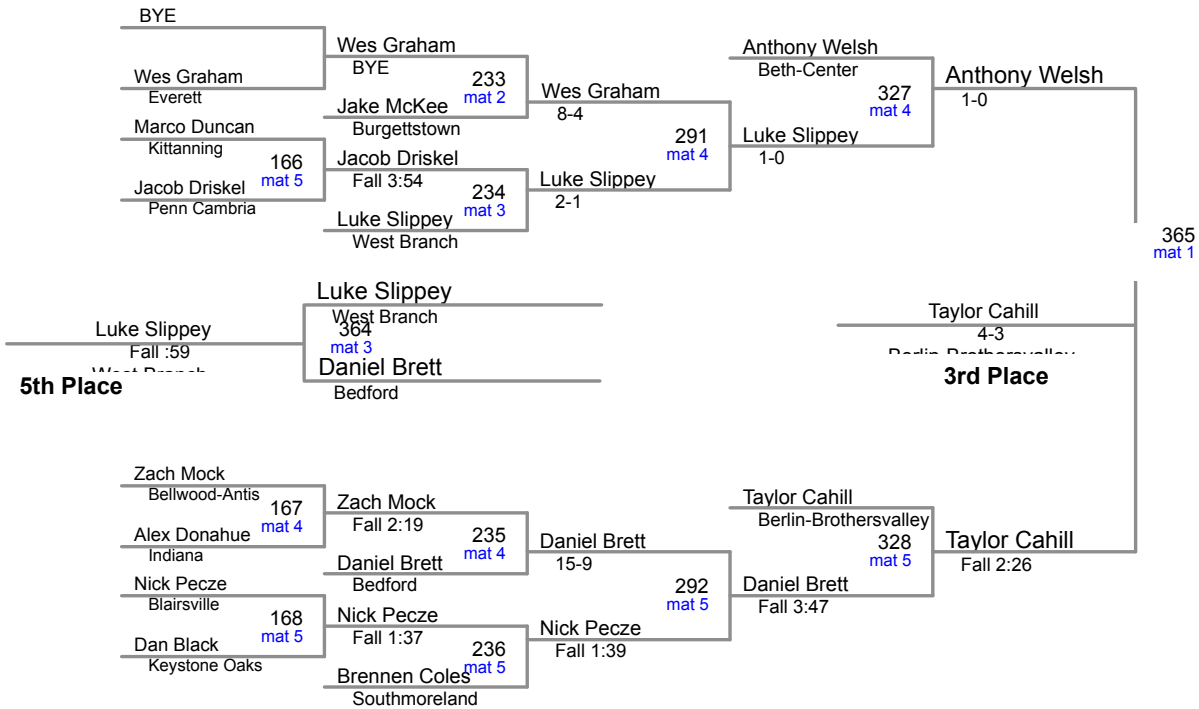 BYE
Wes Graham
Everett
Marco Duncan
Kittanning
166
mat 5
Jacob Driskel
Penn Cambria
Wes Graham
BYE
233
mat 2
Jake McKee
Burgettstown
Jacob Driskel
Fall 3:54
234
mat 3
Luke Slippey
West Branch
Wes Graham
8-4
291
mat 4
Luke Slippey
2-1
Anthony Welsh
Beth-Center
327
mat 4
Luke Slippey
1-0
Anthony Welsh
1-0
365
mat 1
Luke Slippey
West Branch
364
mat 3
Daniel Brett
Bedford
Luke Slippey
Fall :59
West Branch
5th Place
Taylor Cahill
4-3
Berlin-Brothersvalley
3rd Place
Zach Mock
Bellwood-Antis
167
mat 4
Alex Donahue
Indiana
Nick Pecze
Blairsville
168
mat 5
Dan Black
Keystone Oaks
Zach Mock
Fall 2:19
235
mat 4
Daniel Brett
Bedford
Nick Pecze
Fall 1:37
236
mat 5
Brennen Coles
Southmoreland
Daniel Brett
15-9
292
mat 5
Nick Pecze
Fall 1:39
Taylor Cahill
Berlin-Brothersvalley
328
mat 5
Daniel Brett
Fall 3:47
Taylor Cahill
Fall 2:26